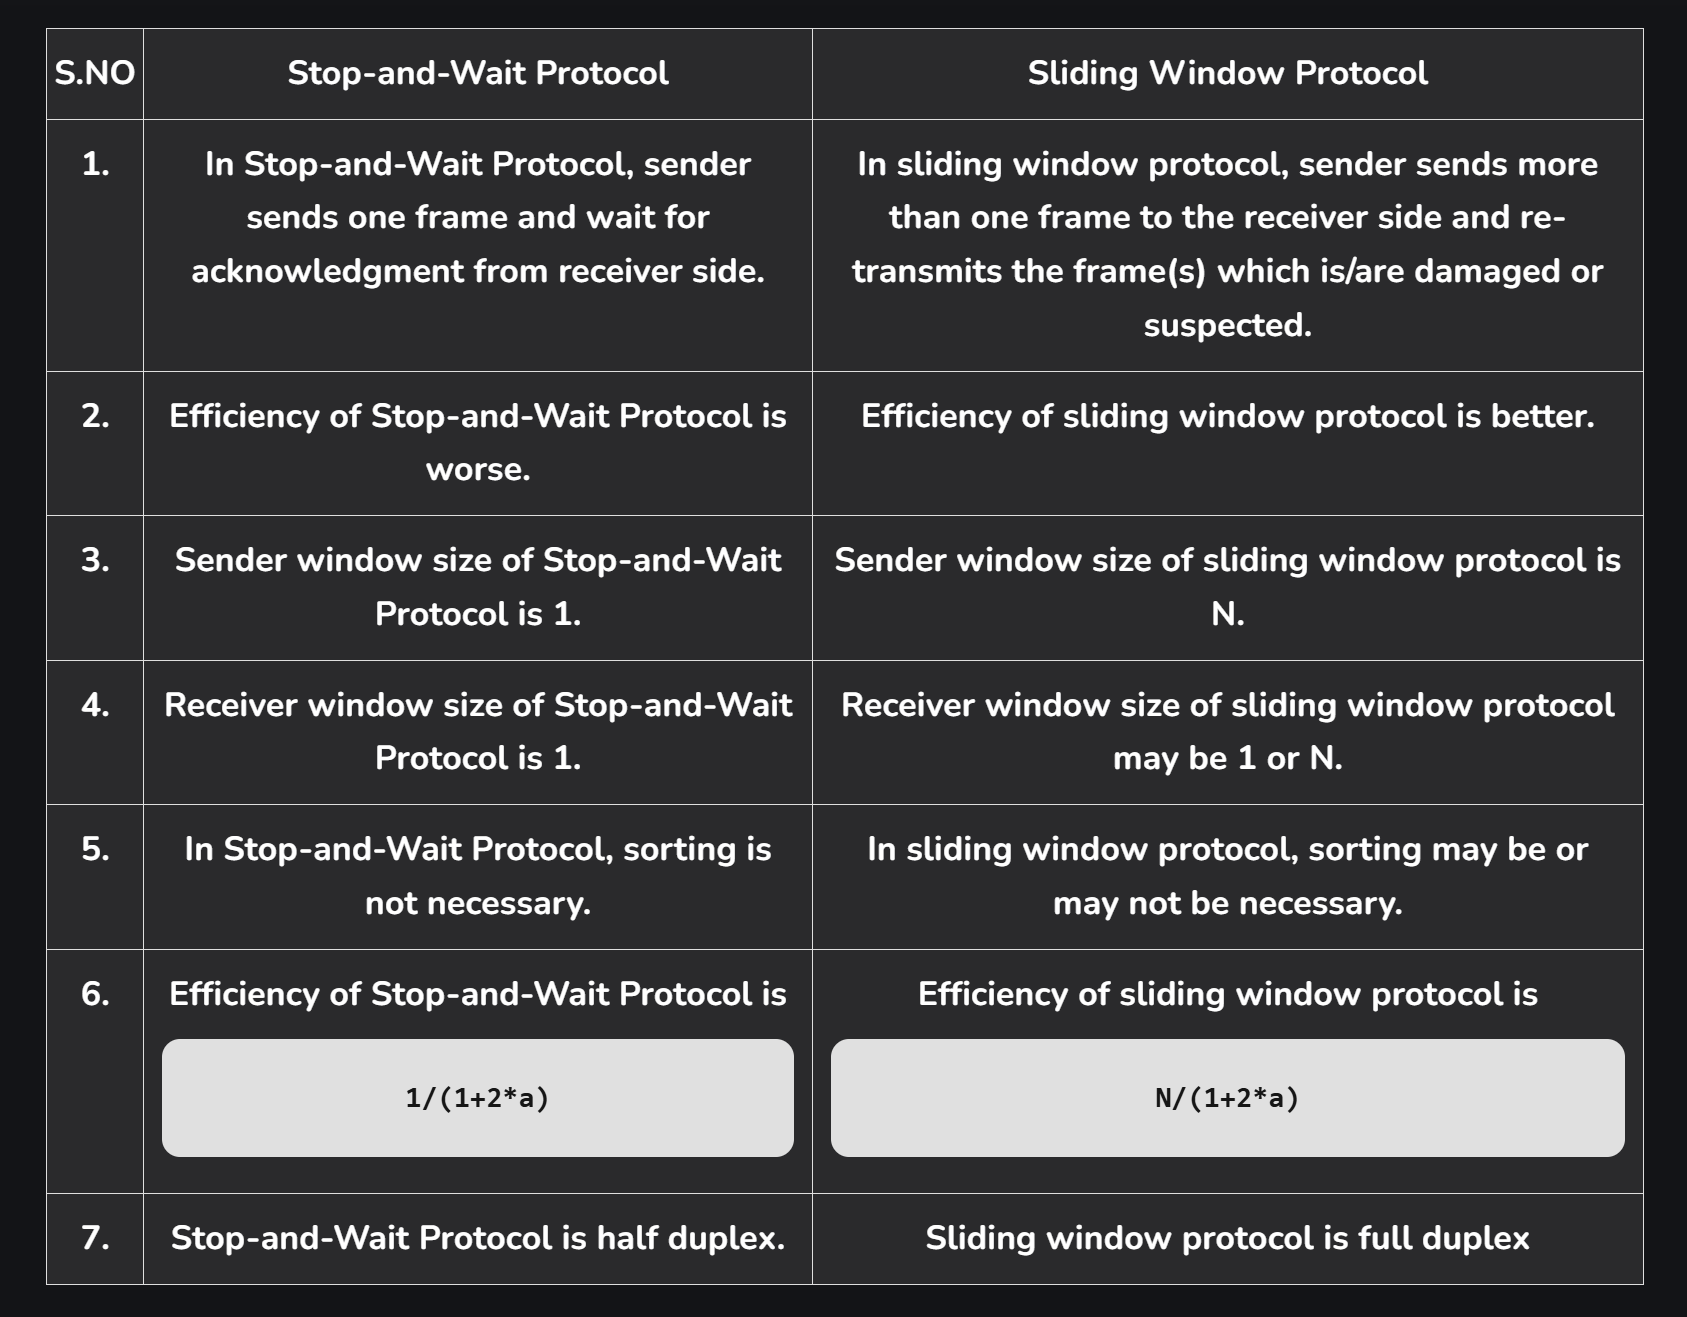 S.NO Stop-and-Wait Protocol Sliding Window Protocol
1. In Stop-and-Wait Protocol, sender
sends one frame and wait for
acknowledgment from receiver side.
In sliding window protocol, sender sends more
than one frame to the receiver side and re-
transmits the frame(s) which is/are damaged or
suspected.
2. Efficiency of Stop-and-Wait Protocol is
worse.
Efficiency of sliding window protocol is better.
3. Sender window size of Stop-and-Wait
Protocol is 1.
Sender window size of sliding window protocol is
N.
4. Receiver window size of Stop-and-Wait
Protocol is 1.
Receiver window size of sliding window protocol
may be 1 or N.
5. In Stop-and-Wait Protocol, sorting is
not necessary.
In sliding window protocol, sorting may be or
may not be necessary.
6. Efficiency of Stop-and-Wait Protocol is
1/(1+2*a)
Efficiency of sliding window protocol is
N/(1+2*a)
7. Stop-and-Wait Protocol is half duplex.
Sliding window protocol is full duplex